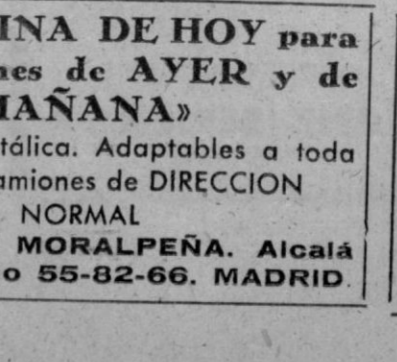 INA DE HOY para
nes de AYER y de
MAÑANA»
tálica. Adaptables a toda
amiones de DIRECCION
NORMAL
MORALPEÑA. Alcalá
o 55-82-66. MADRID.